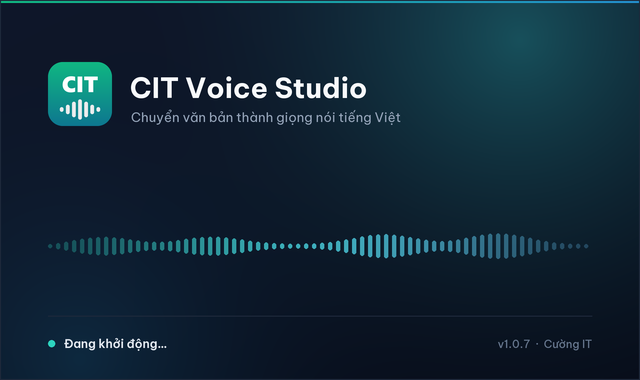 CIT
CIT Voice Studio
Chuyển văn bản thành giọng nói tiếng Việt
Đang khởi động...
v1.0.7 · Cường IT